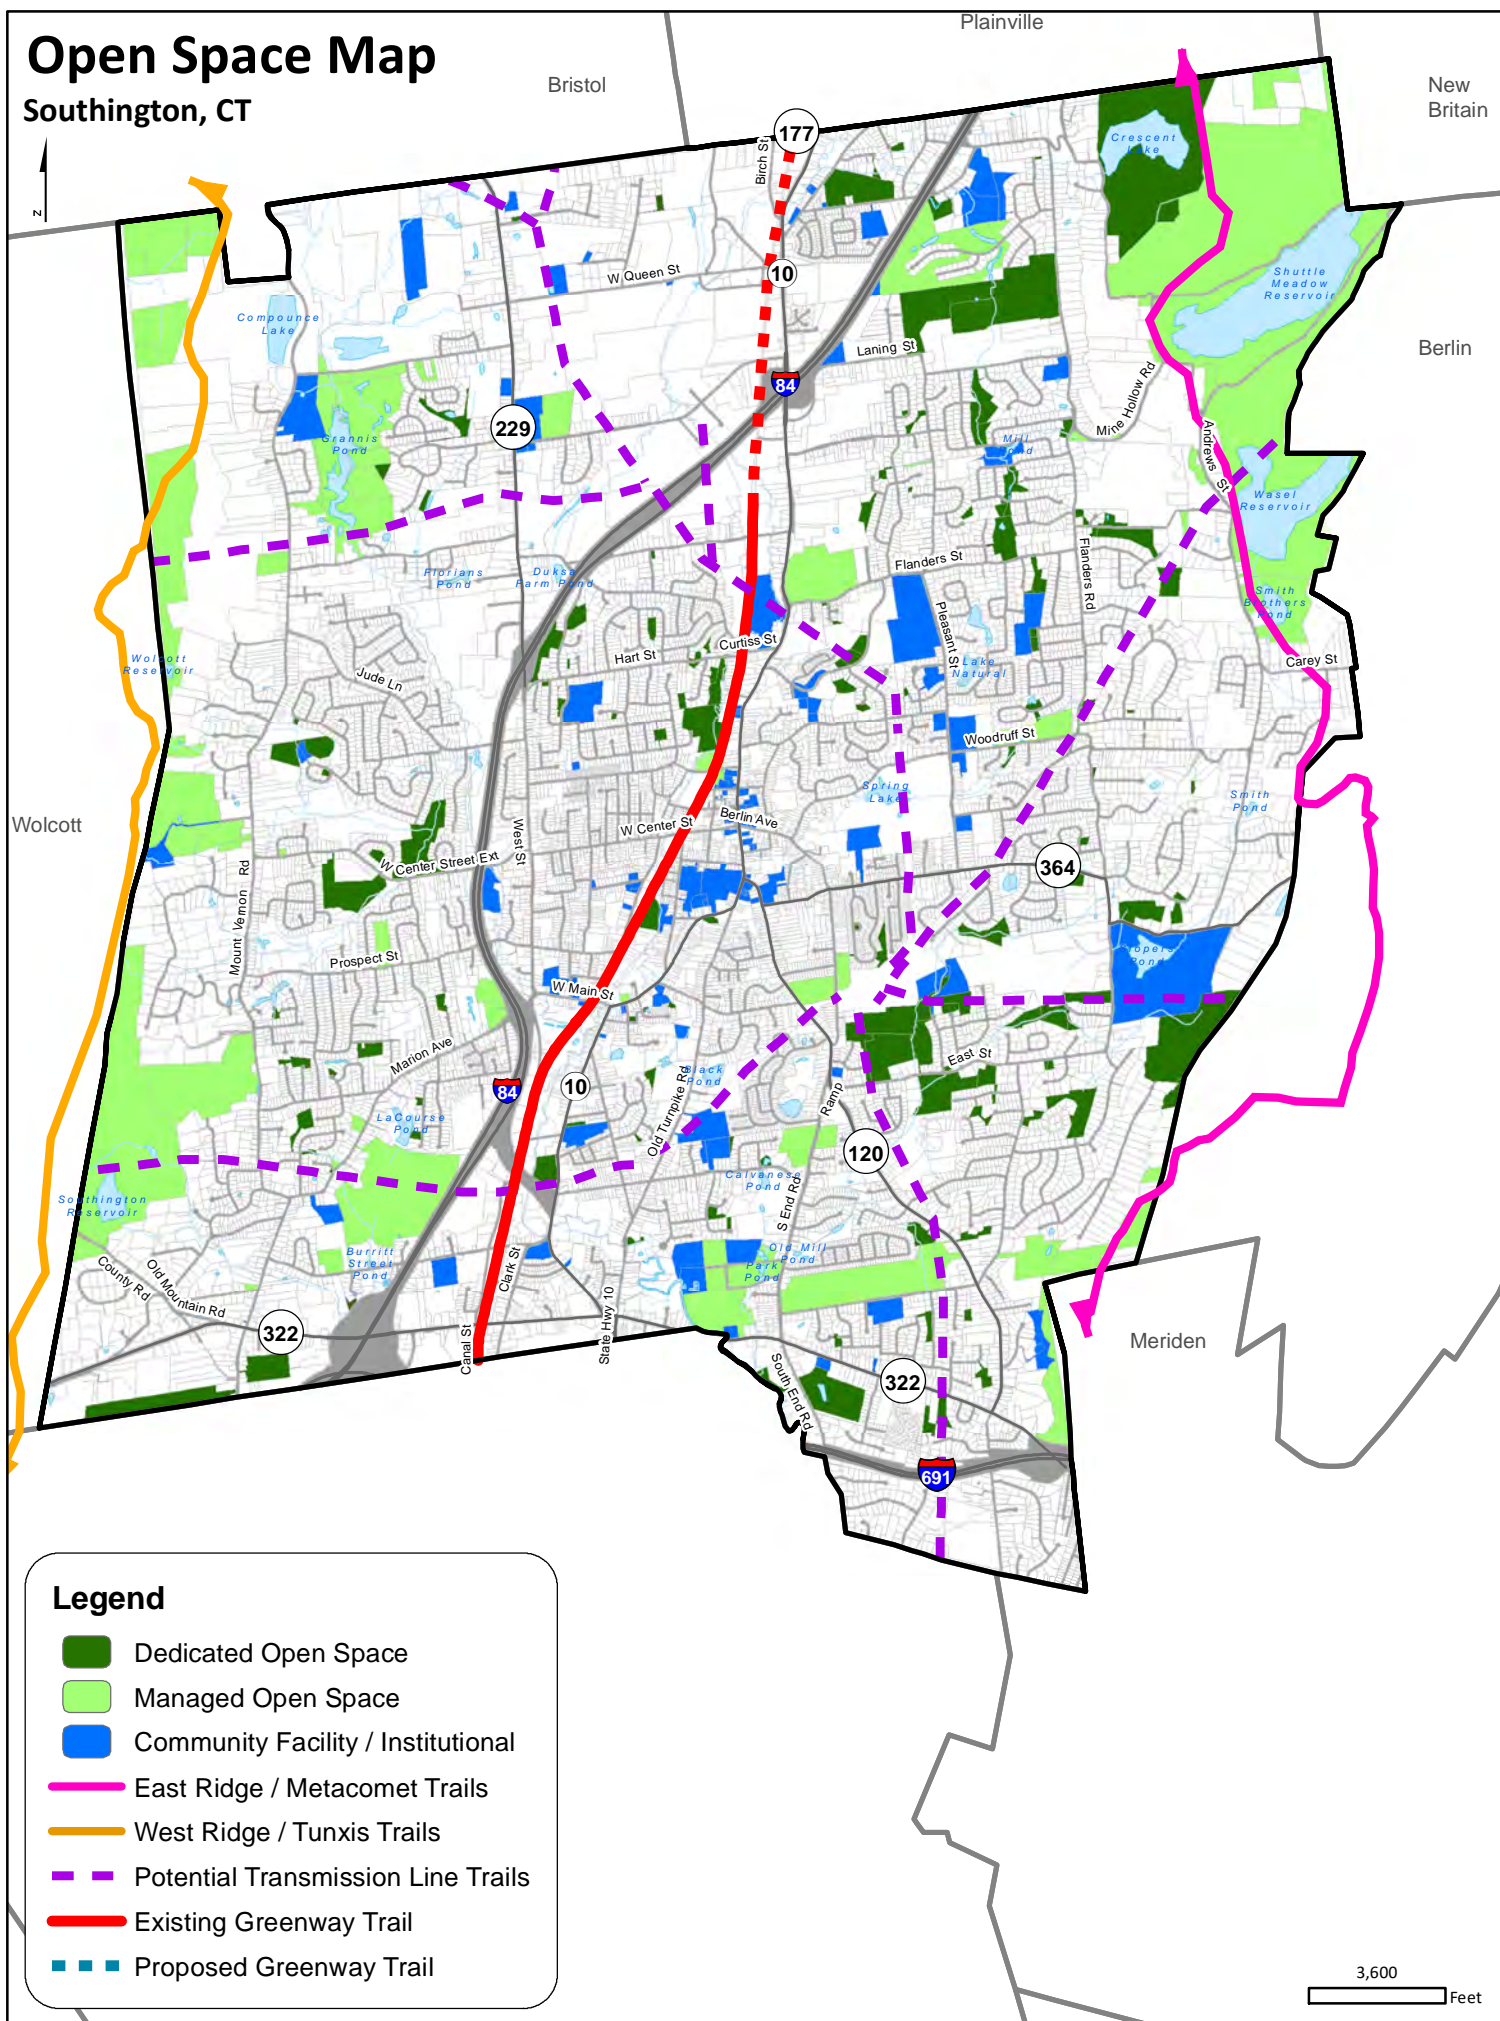 Open Space Map
Southington, CT
N
Plainville
Bristol
New
Britain
Berlin
Wolcott
Meriden
177
Birch St
Crescent
Lake
W Queen St
10
Shuttle
Meadow
Reservoir
Compounce
Lake
Laning St
84
Mine Hollow Rd
229
Grannis
Pond
Mill
Pond
Andrews St
Wasel
Reservoir
Florians
Pond
Duksa
Farm Pond
Flanders St
Flanders Rd
Smith
Brothers
Pond
Pleasant St
Curtiss St
Hart St
Wolcott
Reservoir
Jude Ln
Lake
Natural
Carey St
Woodruff St
Spring
Lake
Smith
Pond
Berlin Ave
W Center St
West St
W Center Street Ext
364
Mount Vernon Rd
Prospect St
W Main St
Marion Ave
East St
Black
Pond
84
10
Old Turnpike Rd
Ramp
LaCourse
Pond
120
Calvanese
Pond
Southington
Reservoir
S End Rd
Old Mill
Pond
Park
Pond
Burritt
Street
Pond
Clark St
County Rd
Old Mountain Rd
322
Canal St
State Hwy 10
South End Rd
322
691
Legend
Dedicated Open Space
Managed Open Space
Community Facility / Institutional
East Ridge / Metacomet Trails
West Ridge / Tunxis Trails
Potential Transmission Line Trails
Existing Greenway Trail
Proposed Greenway Trail
3,600
Feet